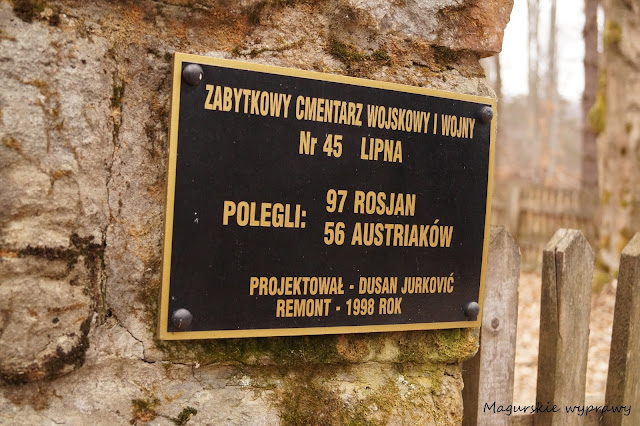 ZABYTKOWY CMENTARZ WOJSKOWY I WOJNY
Nr 45 LIPNA
POLEGLI: 97 ROSJAN
56 AUSTRIAKÓW
PROJEKTOWAŁ - DUSAN JURKOVIĆ
REMONT - 1998 ROK
Magurskie wyprawy